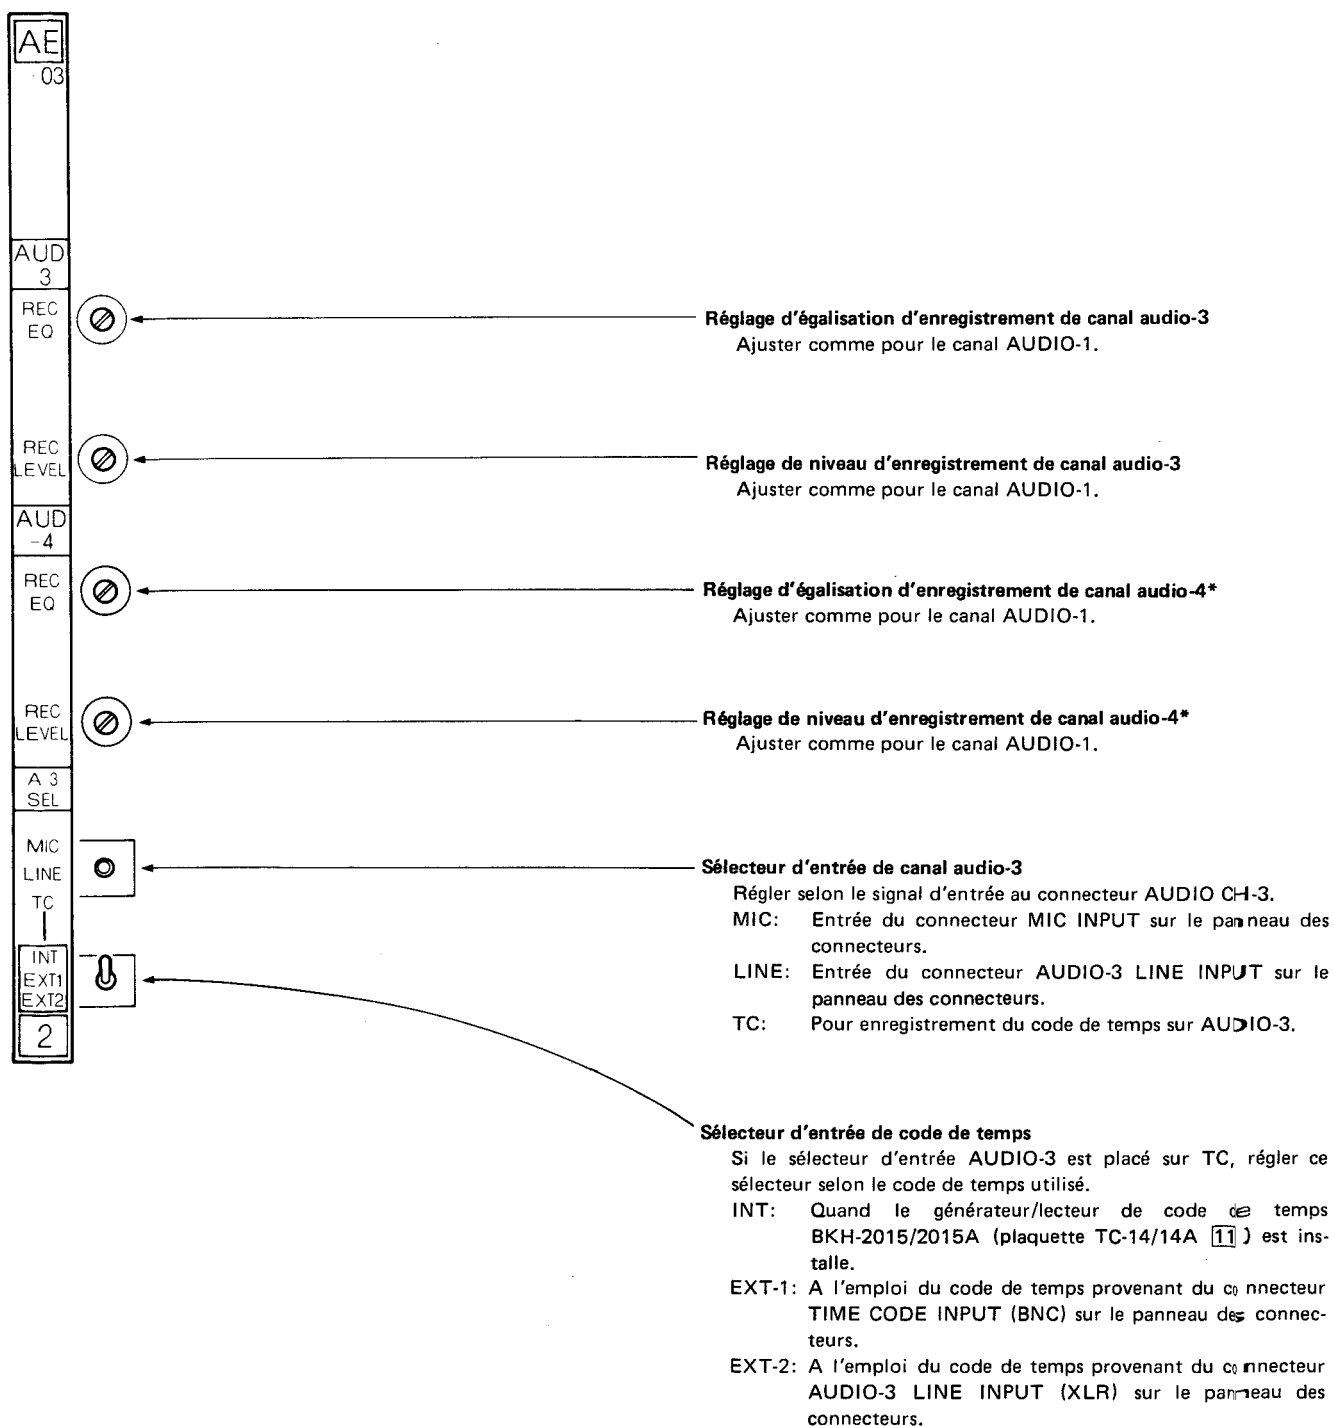 AE
03
AUD
3
REC
EQ
Réglage d'égalisation d'enregistrement de canal audio-3
Ajuster comme pour le canal AUDIO-1.
REC
LEVEL
Réglage de niveau d'enregistrement de canal audio-3
Ajuster comme pour le canal AUDIO-1.
AUD
-4
REC
EQ
Réglage d'égalisation d'enregistrement de canal audio-4*
Ajuster comme pour le canal AUDIO-1.
REC
LEVEL
Réglage de niveau d'enregistrement de canal audio-4*
Ajuster comme pour le canal AUDIO-1.
A 3
SEL
MIC
LINE
TC
INT
EXT1
EXT2
2
Sélecteur d'entrée de canal audio-3
Régler selon le signal d'entrée au connecteur AUDIO CH-3.
MIC: Entrée du connecteur MIC INPUT sur le panneau des
connecteurs.
LINE: Entrée du connecteur AUDIO-3 LINE INPUT sur le
panneau des connecteurs.
TC: Pour enregistrement du code de temps sur AUDIO-3.
Sélecteur d'entrée de code de temps
Si le sélecteur d'entrée AUDIO-3 est placé sur TC, régler ce
sélecteur selon le code de temps utilisé.
INT: Quand le générateur/lecteur de code de temps
BKH-2015/2015A (plaquette TC-14/14A 11 ) est ins-
talle.
EXT-1: A l'emploi du code de temps provenant du connecteur
TIME CODE INPUT (BNC) sur le panneau des connec-
teurs.
EXT-2: A l'emploi du code de temps provenant du connecteur
AUDIO-3 LINE INPUT (XLR) sur le panneau des
connecteurs.